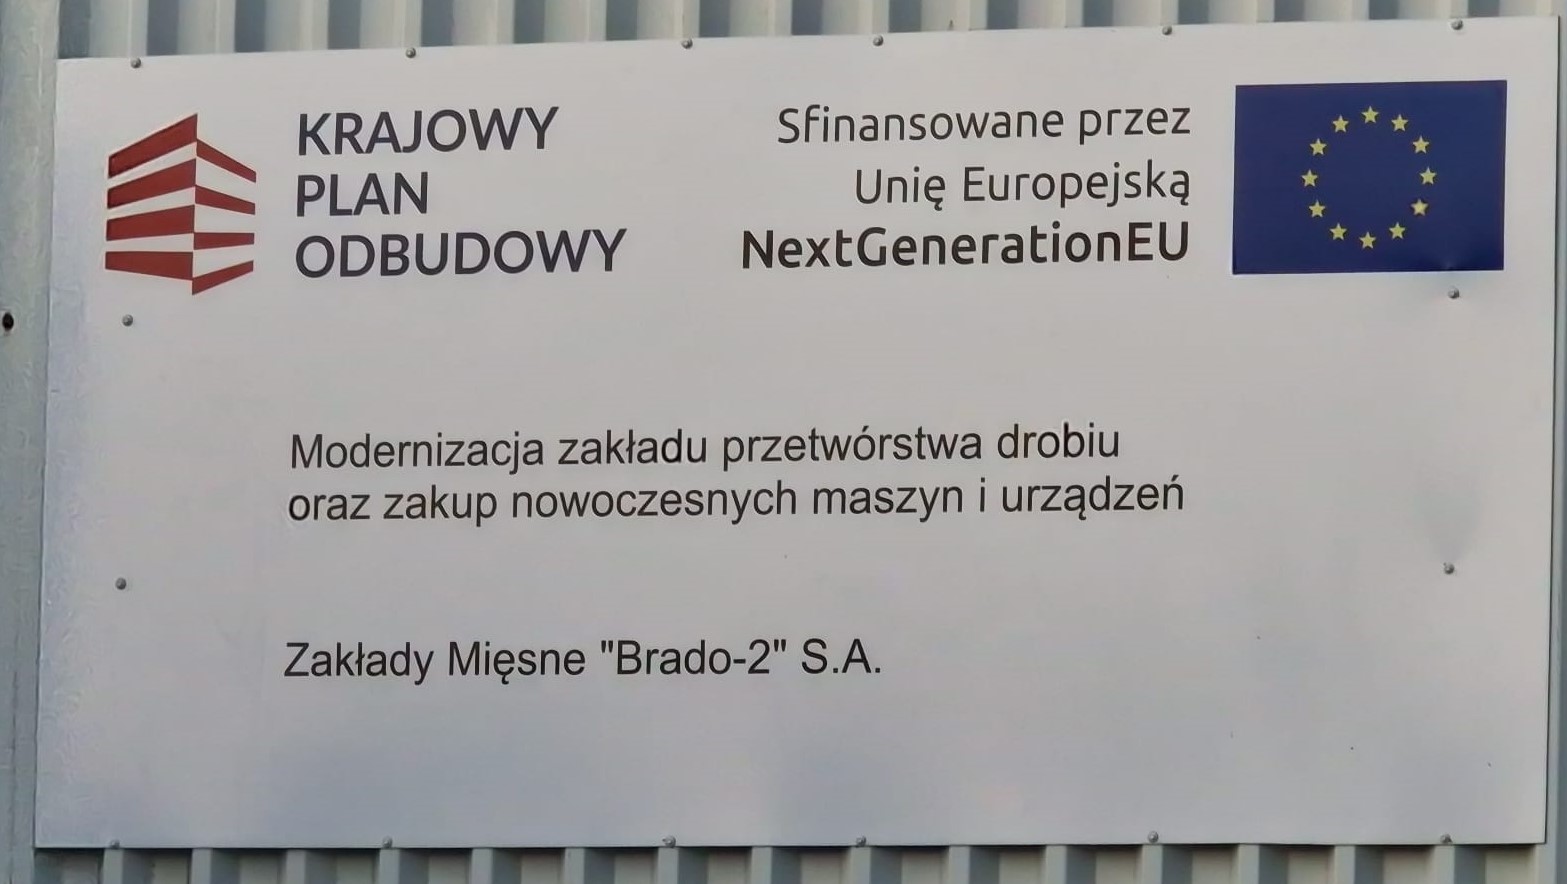 KRAJOWY
PLAN
ODBUDOWY
Sfinansowane przez
Unię Europejską
NextGenerationEU
Modernizacja zakładu przetwórstwa drobiu
oraz zakup nowoczesnych maszyn i urządzeń
Zakłady Mięsne "Brado-2" S.A.